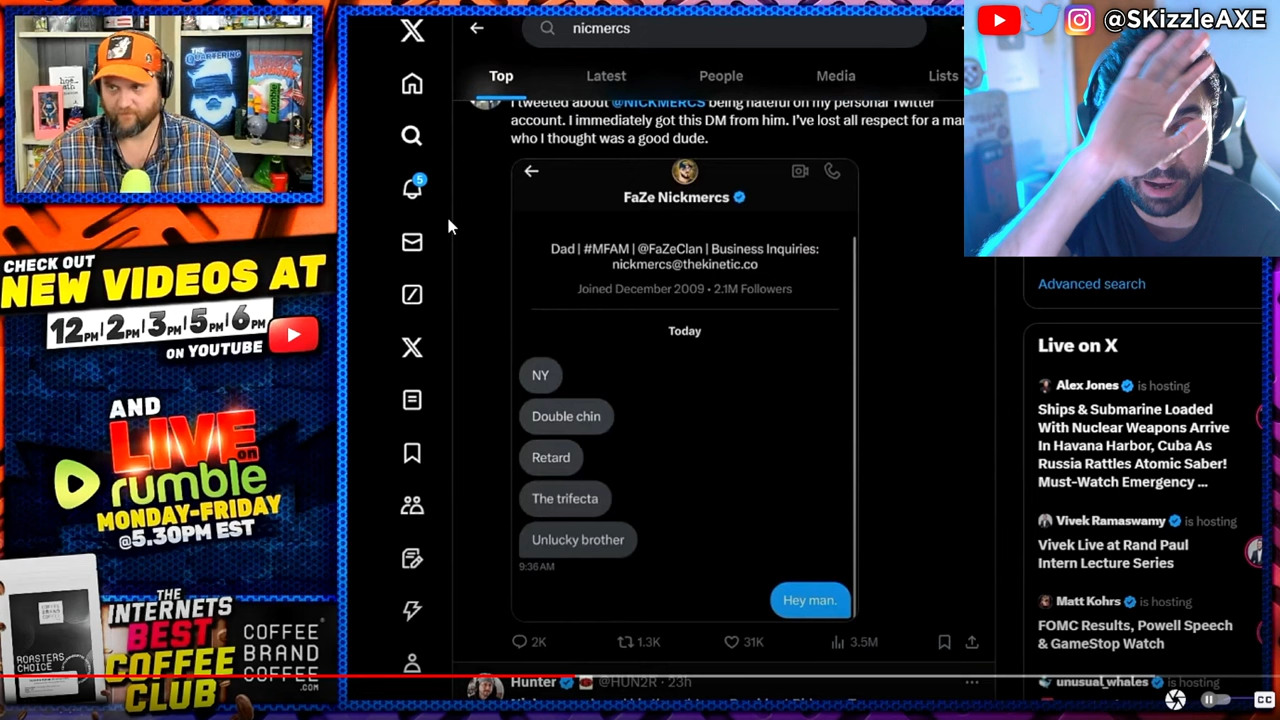 THE QUARTERING
rumble
CHECK OUT
NEW VIDEOS AT
12PM | 2PM | 3PM | 5PM | 6PM
ON YOUTUBE
AND
LIVE on
rumble
MONDAY-FRIDAY
@5.30PM EST
ROASTERS
CHOICE
THE
INTERNETS
BEST
COFFEE
CLUB
COFFEE
BRAND
COFFEE
.COM
nicmercs
Top
Latest
People
Media
Lists
5
I tweeted about @NICKMERCS being hateful on my personal Twitter
account. I immediately got this DM from him. I've lost all respect for a
who I thought was a good dude.
FaZe Nickmercs
Dad | #MFAM | @FaZeClan | Business Inquiries:
nickmercs@thekinetic.co
Joined December 2009 · 2.1M Followers
Today
NY
Double chin
Retard
The trifecta
Unlucky brother
9:36 AM
Hey man.
2K
1.3K
31K
3.5M
Hunter @HUN2R · 23h
@SKizzleAXE
Advanced search
Live on X
Alex Jones is hosting
Ships & Submarine Loaded
With Nuclear Weapons Arrive
In Havana Harbor, Cuba As
Russia Rattles Atomic Saber!
Must-Watch Emergency ...
Vivek Ramaswamy is hosting
Vivek Live at Rand Paul
Intern Lecture Series
Matt Kohrs is hosting
FOMC Results, Powell Speech
& GameStop Watch
unusual_whales is hosting
CC